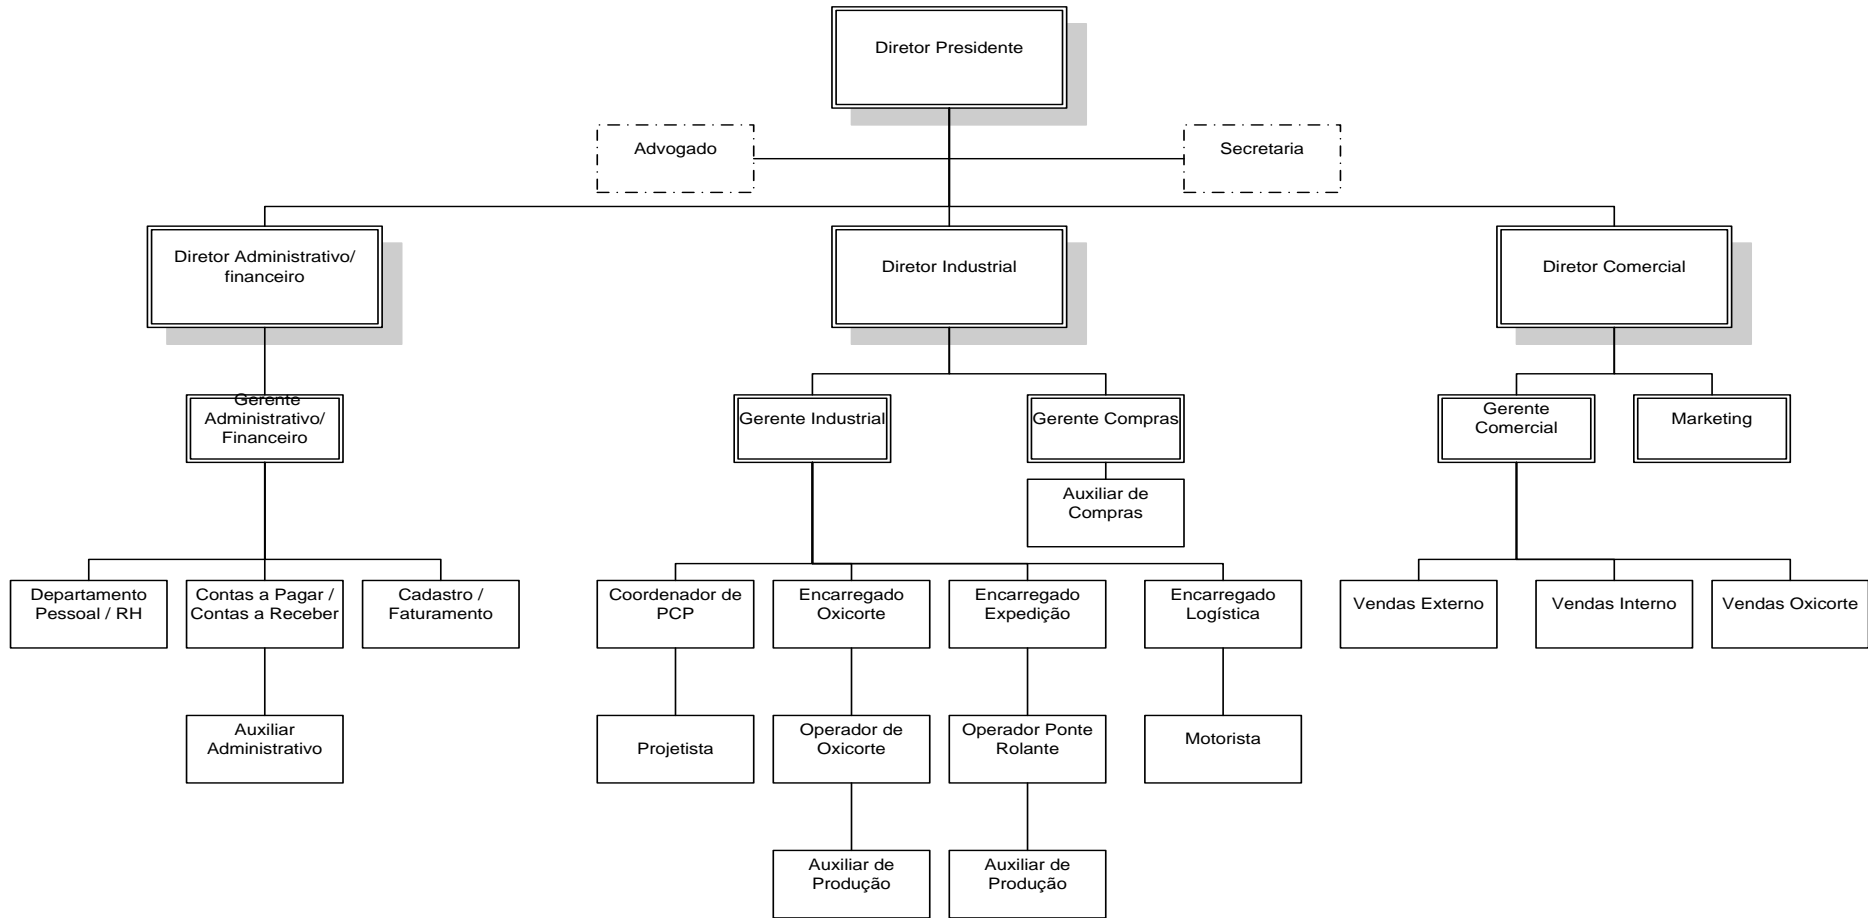 Diretor Presidente
Advogado
Secretaria
Diretor Administrativo/
financeiro
Diretor Industrial
Diretor Comercial
Gerente
Administrativo/
Financeiro
Gerente Industrial
Gerente Compras
Gerente
Comercial
Marketing
Auxiliar de
Compras
Departamento
Pessoal / RH
Contas a Pagar /
Contas a Receber
Cadastro /
Faturamento
Coordenador de
PCP
Encarregado
Oxicorte
Encarregado
Expedição
Encarregado
Logística
Vendas Externo
Vendas Interno
Vendas Oxicorte
Auxiliar
Administrativo
Projetista
Operador de
Oxicorte
Operador Ponte
Rolante
Motorista
Auxiliar de
Produção
Auxiliar de
Produção